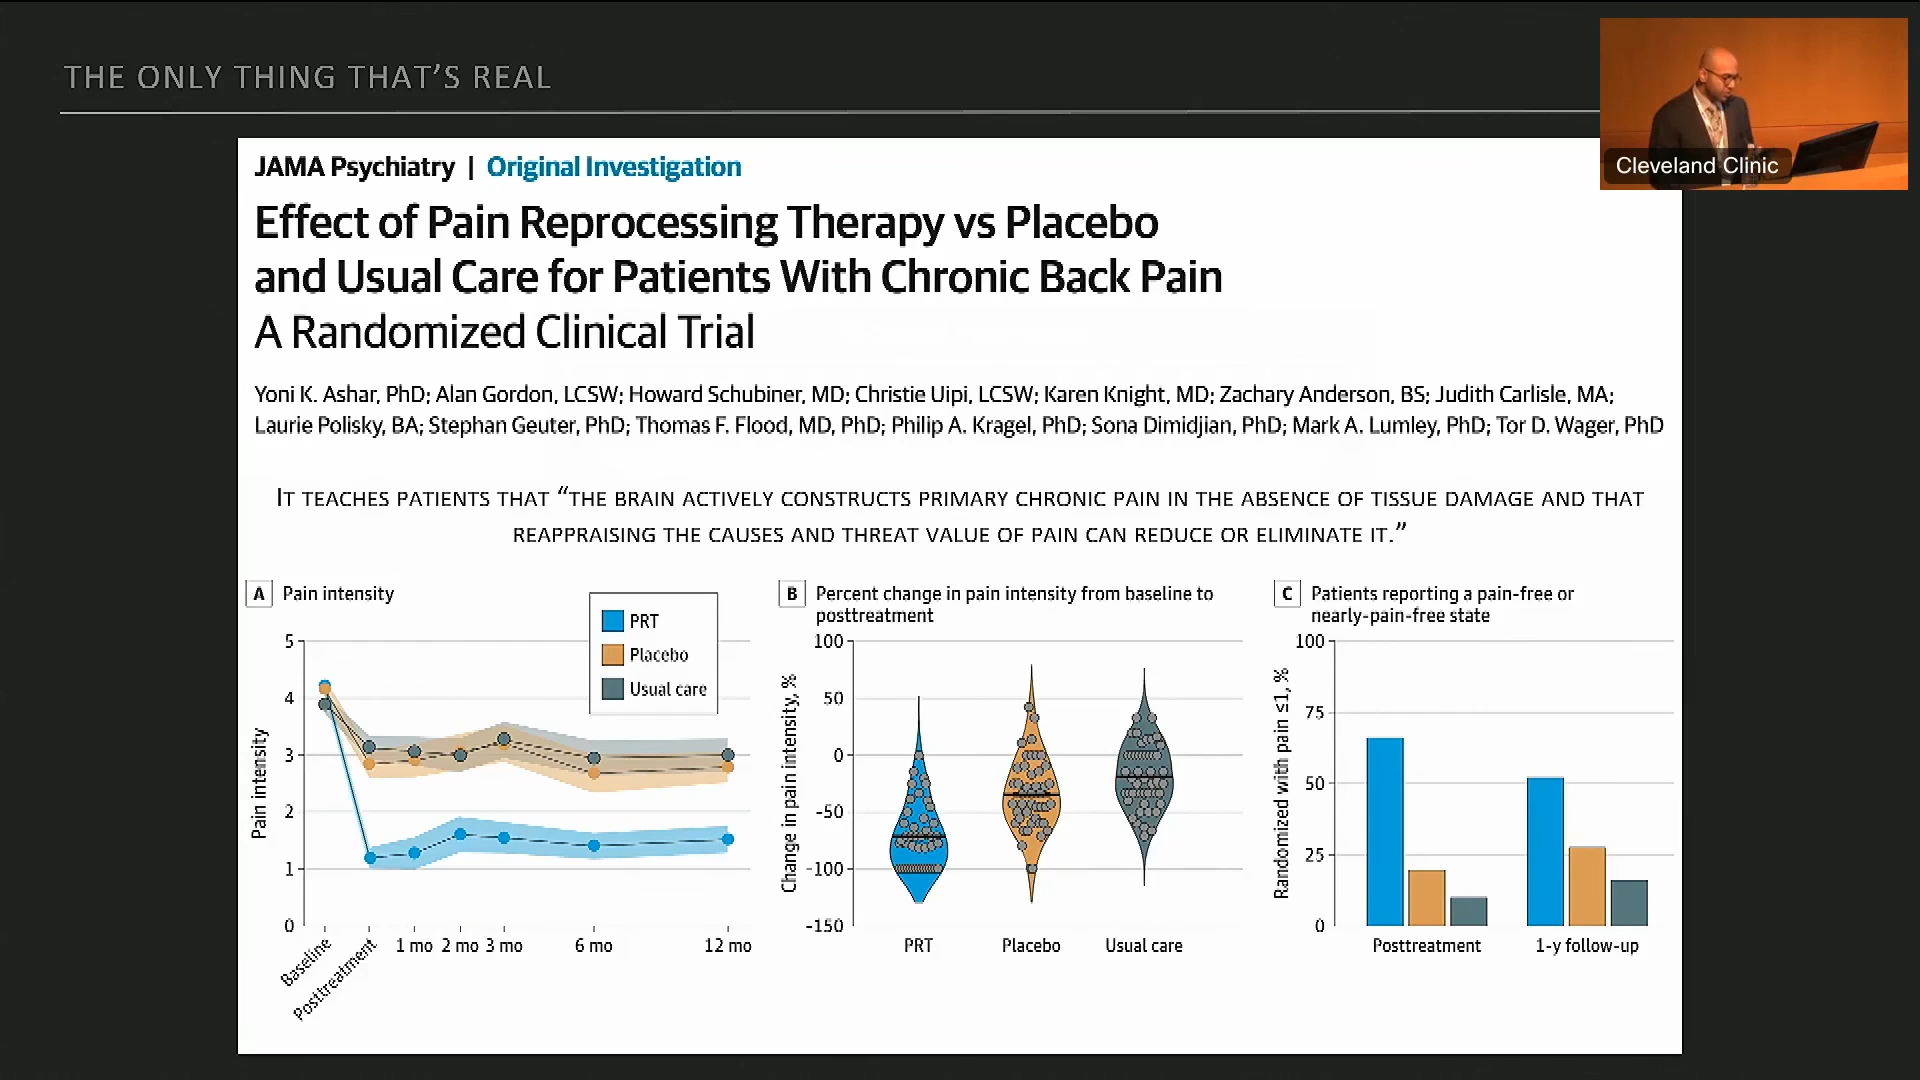 THE ONLY THING THAT'S REAL
Cleveland Clinic
JAMA Psychiatry | Original Investigation
Effect of Pain Reprocessing Therapy vs Placebo
and Usual Care for Patients With Chronic Back Pain
A Randomized Clinical Trial
Yoni K. Ashar, PhD; Alan Gordon, LCSW; Howard Schubiner, MD; Christie Uipi, LCSW; Karen Knight, MD; Zachary Anderson, BS; Judith Carlisle, MA;
Laurie Polisky, BA; Stephan Geuter, PhD; Thomas F. Flood, MD, PhD; Philip A. Kragel, PhD; Sona Dimidjian, PhD; Mark A. Lumley, PhD; Tor D. Wager, PhD
IT TEACHES PATIENTS THAT “THE BRAIN ACTIVELY CONSTRUCTS PRIMARY CHRONIC PAIN IN THE ABSENCE OF TISSUE DAMAGE AND THAT
REAPPRAISING THE CAUSES AND THREAT VALUE OF PAIN CAN REDUCE OR ELIMINATE IT.”
A Pain intensity
PRT
Placebo
Usual care
Pain intensity
5
4
3
2
1
0
Baseline
Posttreatment
1 mo
2 mo
3 mo
6 mo
12 mo
B Percent change in pain intensity from baseline to
posttreatment
Change in pain intensity, %
100
50
0
-50
-100
-150
PRT
Placebo
Usual care
C Patients reporting a pain-free or
nearly-pain-free state
Randomized with pain ≤1, %
100
75
50
25
0
Posttreatment
1-y follow-up